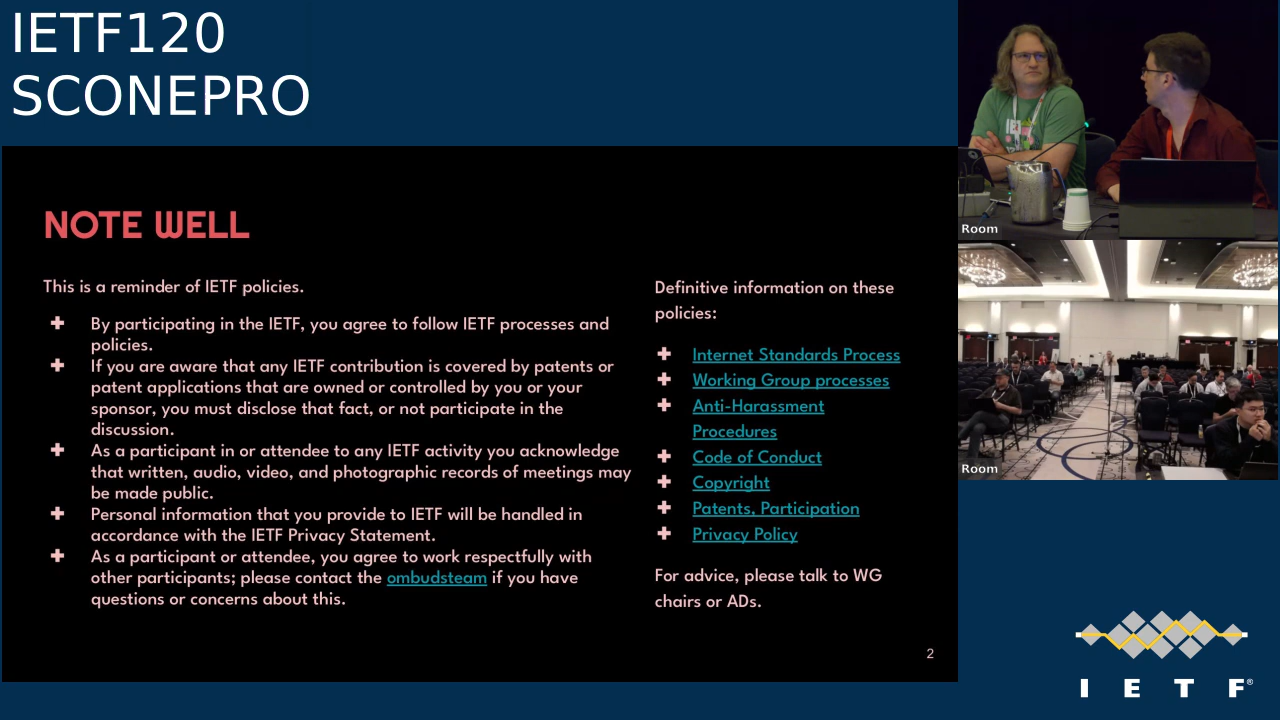 IETF120
SCONEPRO
NOTE WELL
This is a reminder of IETF policies.
✚ By participating in the IETF, you agree to follow IETF processes and
policies.
✚ If you are aware that any IETF contribution is covered by patents or
patent applications that are owned or controlled by you or your
sponsor, you must disclose that fact, or not participate in the
discussion.
✚ As a participant in or attendee to any IETF activity you acknowledge
that written, audio, video, and photographic records of meetings may
be made public.
✚ Personal information that you provide to IETF will be handled in
accordance with the IETF Privacy Statement.
✚ As a participant or attendee, you agree to work respectfully with
other participants; please contact the ombudsteam if you have
questions or concerns about this.
Definitive information on these
policies:
✚ Internet Standards Process
✚ Working Group processes
✚ Anti-Harassment
Procedures
✚ Code of Conduct
✚ Copyright
✚ Patents, Participation
✚ Privacy Policy
For advice, please talk to WG
chairs or ADs.
2
Room
Room
I E T F®